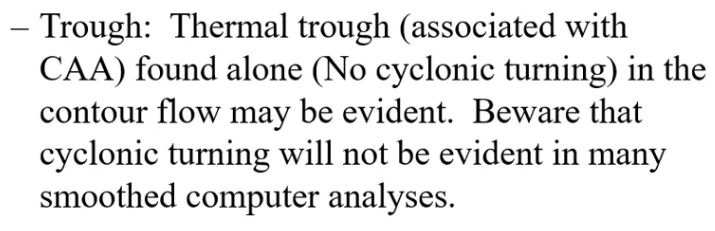 – Trough:  Thermal trough (associated with
CAA) found alone (No cyclonic turning) in the
contour flow may be evident.  Beware that
cyclonic turning will not be evident in many
smoothed computer analyses.